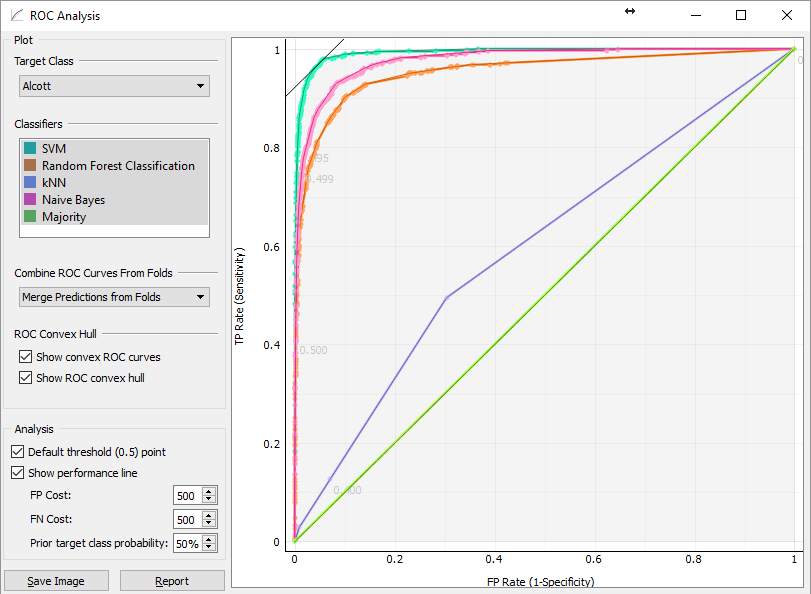 ROC Analysis
Plot
Target Class
Alcott
Classifiers
SVM
Random Forest Classification
kNN
Naive Bayes
Majority
Combine ROC Curves From Folds
Merge Predictions from Folds
ROC Convex Hull
Show convex ROC curves
Show ROC convex hull
Analysis
Default threshold (0.5) point
Show performance line
FP Cost: 500
FN Cost: 500
Prior target class probability: 50%
Save Image Report
TP Rate (Sensitivity)
1
0.8
0.6
0.4
0.2
0
0.499
0.500
0.400
0 0.2 0.4 0.6 0.8 1
FP Rate (1-Specificity)